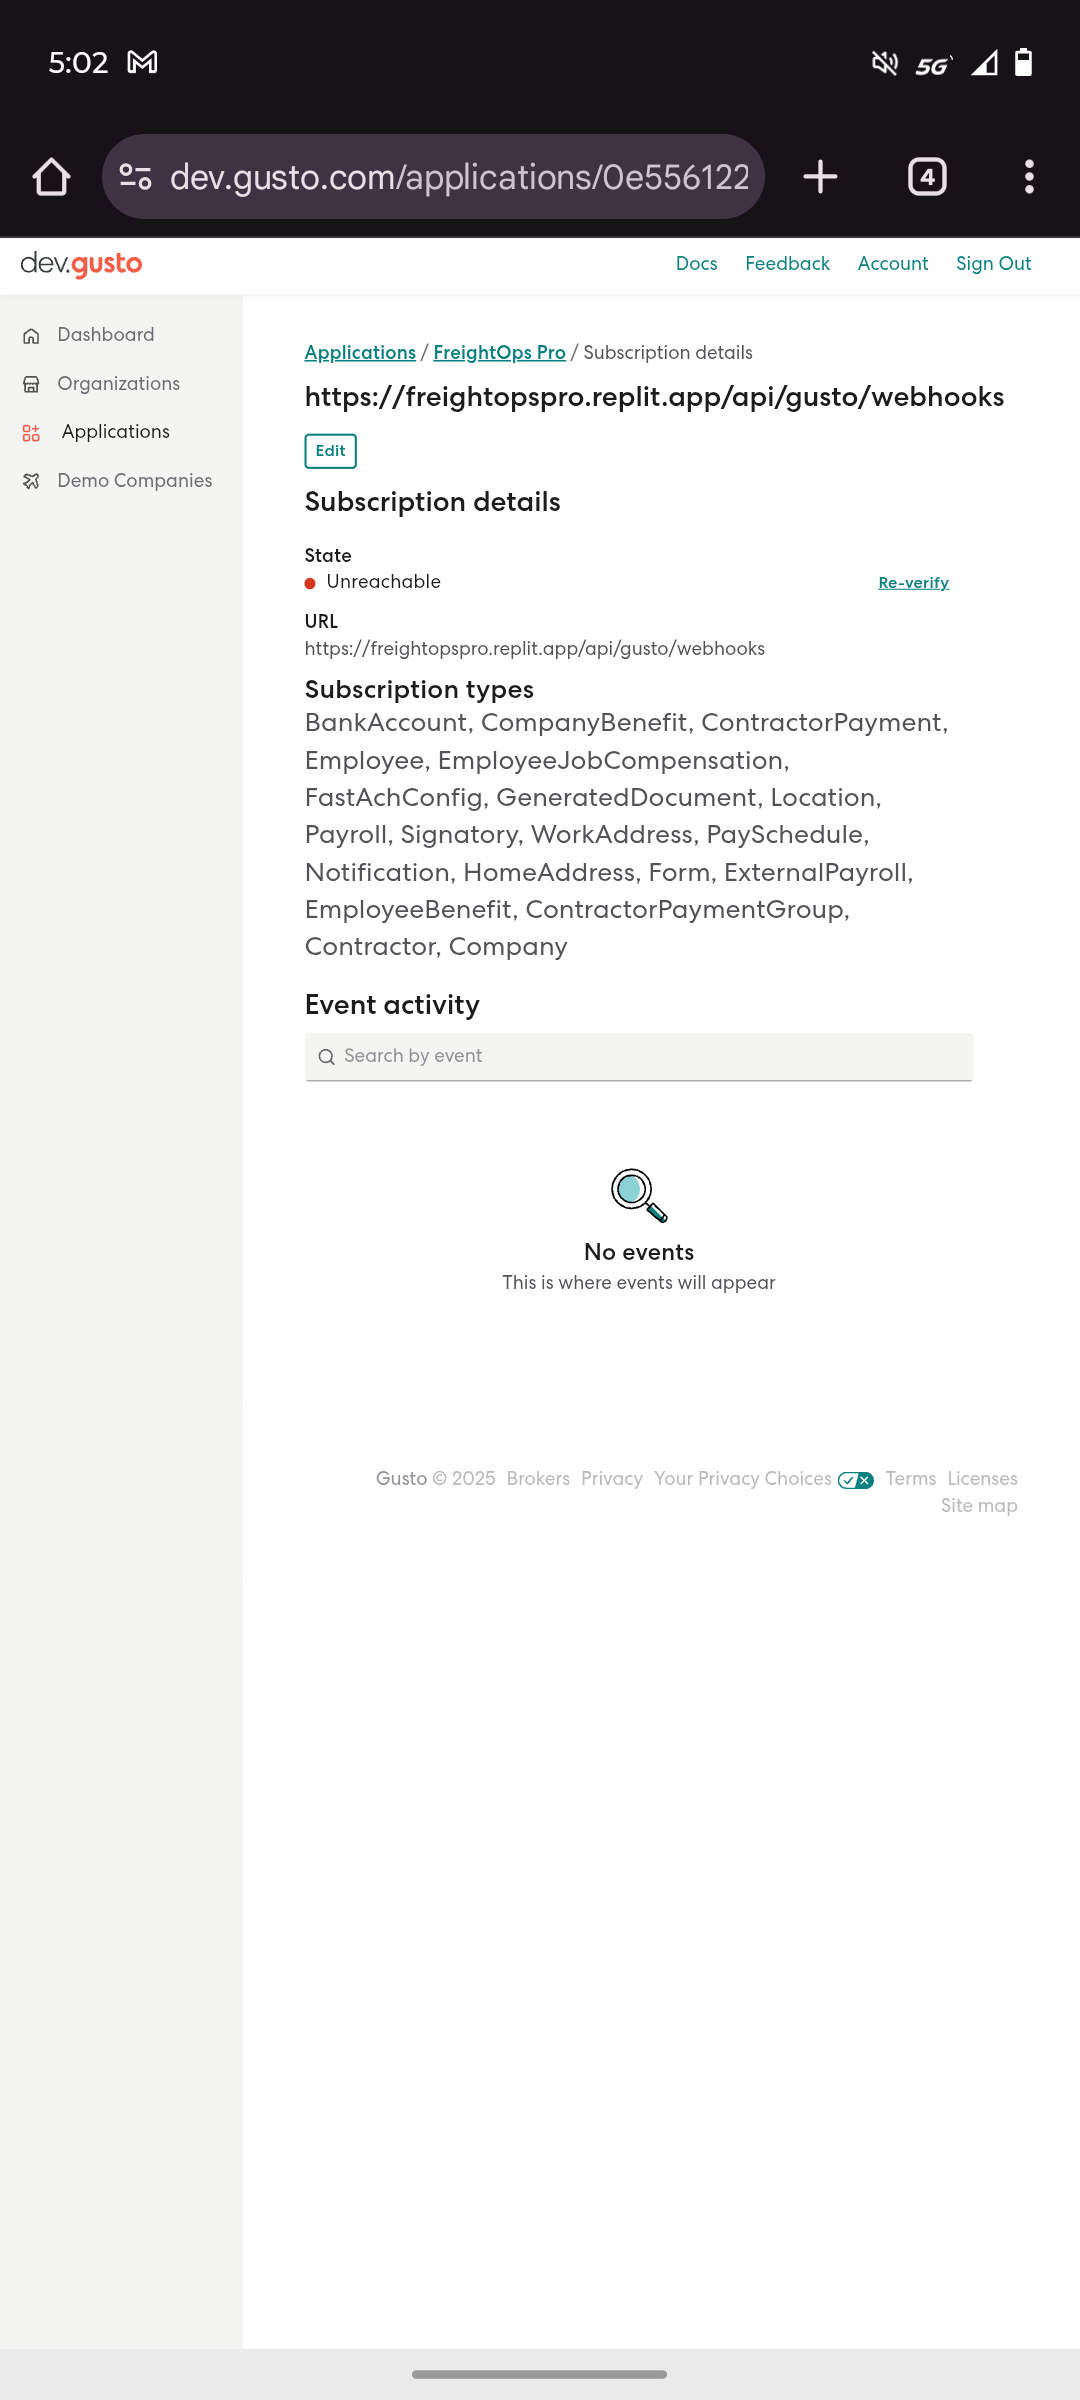 5:02
5G
dev.gusto.com/applications/0e556122
4
dev.gusto
Docs Feedback Account Sign Out
Dashboard
Organizations
Applications
Demo Companies
Applications / FreightOps Pro / Subscription details
https://freightopspro.replit.app/api/gusto/webhooks
Edit
Subscription details
State
Unreachable
Re-verify
URL
https://freightopspro.replit.app/api/gusto/webhooks
Subscription types
BankAccount, CompanyBenefit, ContractorPayment,
Employee, EmployeeJobCompensation,
FastAchConfig, GeneratedDocument, Location,
Payroll, Signatory, WorkAddress, PaySchedule,
Notification, HomeAddress, Form, ExternalPayroll,
EmployeeBenefit, ContractorPaymentGroup,
Contractor, Company
Event activity
Search by event
No events
This is where events will appear
Gusto © 2025 Brokers Privacy Your Privacy Choices Terms Licenses
Site map